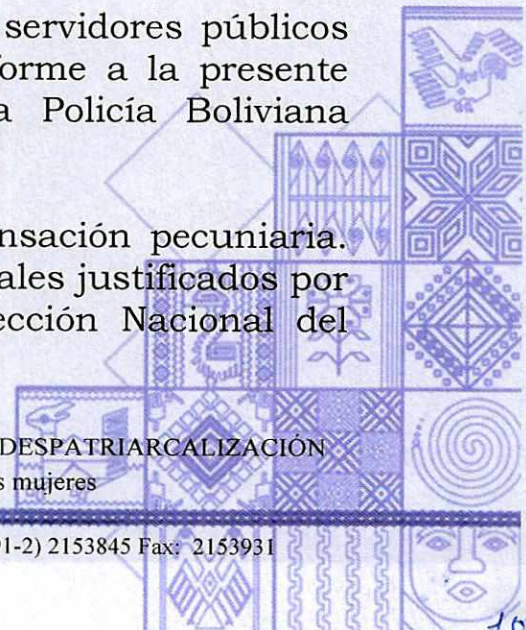 servidores públicos
forme a la presente
a Policía Boliviana
nsación pecuniaria.
ales justificados por
ección Nacional del
DESPATRIARCALIZACIÓN
s mujeres
1-2) 2153845 Fax: 2153931
10